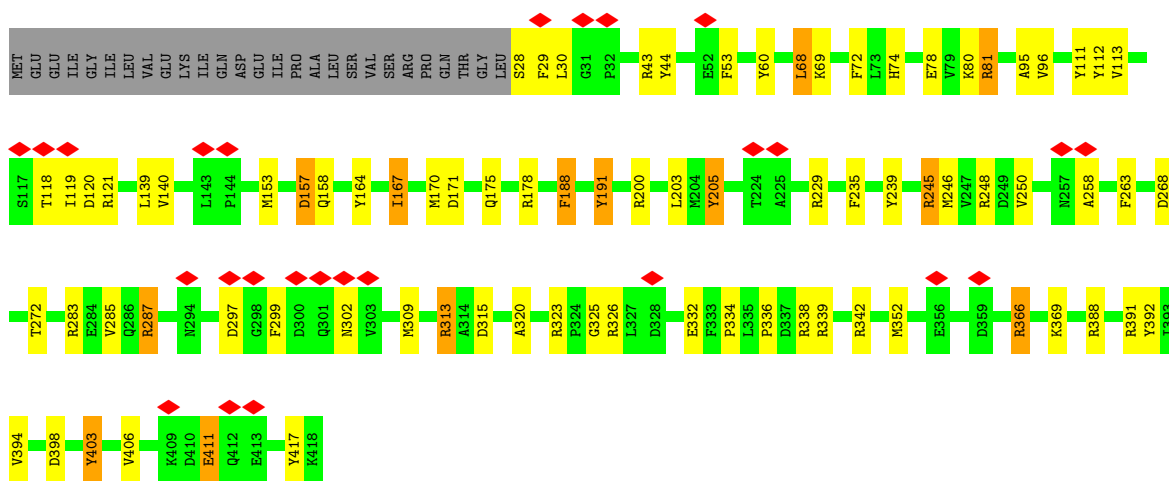 MET GLU GLU ILE GLY ILE LEU VAL GLU LYS ILE GLN ASP GLU ILE PRO ALA LEU SER VAL SER ARG PRO GLN THR GLY LEU S28 F29 L30 G31 P32 R43 Y44 E52 F53 Y60 L68 K69 F72 L73 H74 E78 V79 K80 R81 A95 V96 Y111 Y112 V113
S117 T118 I119 D120 R121 L139 V140 L143 P144 M153 D157 Q158 Y164 I167 M170 D171 Q175 R178 F188 Y191 R200 L203 M204 Y205 T224 A225 R229 F235 Y239 R245 M246 V247 R248 D249 V250 N257 A258 F263 D268
T272 R283 E284 V285 Q286 R287 N294 D297 G298 F299 D300 Q301 N302 V303 M309 R313 A314 D315 A320 R323 P324 G325 R326 L327 D328 E332 F333 P334 L335 P336 D337 R338 R339 R342 M352 E356 D359 R366 K369 R388 R391 Y392 I393
V394 D398 Y403 V406 K409 D410 E411 Q412 E413 Y417 K418